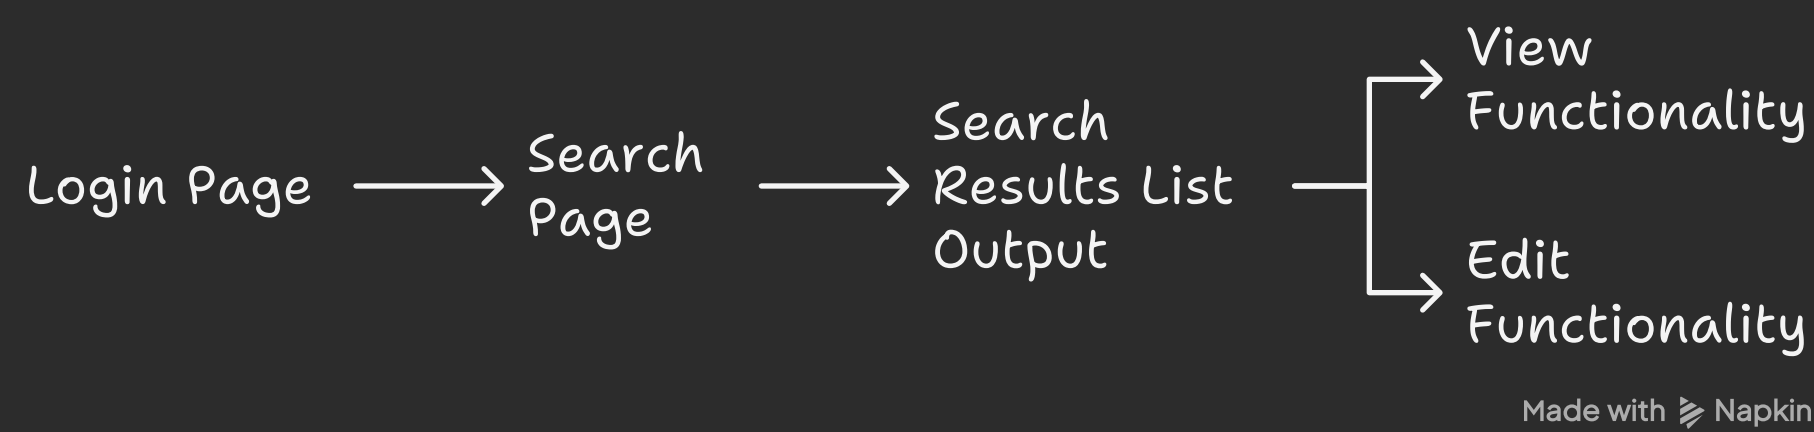 Login Page
Search
Page
Search
Results List
Output
View
Functionality
Edit
Functionality
Made with Napkin